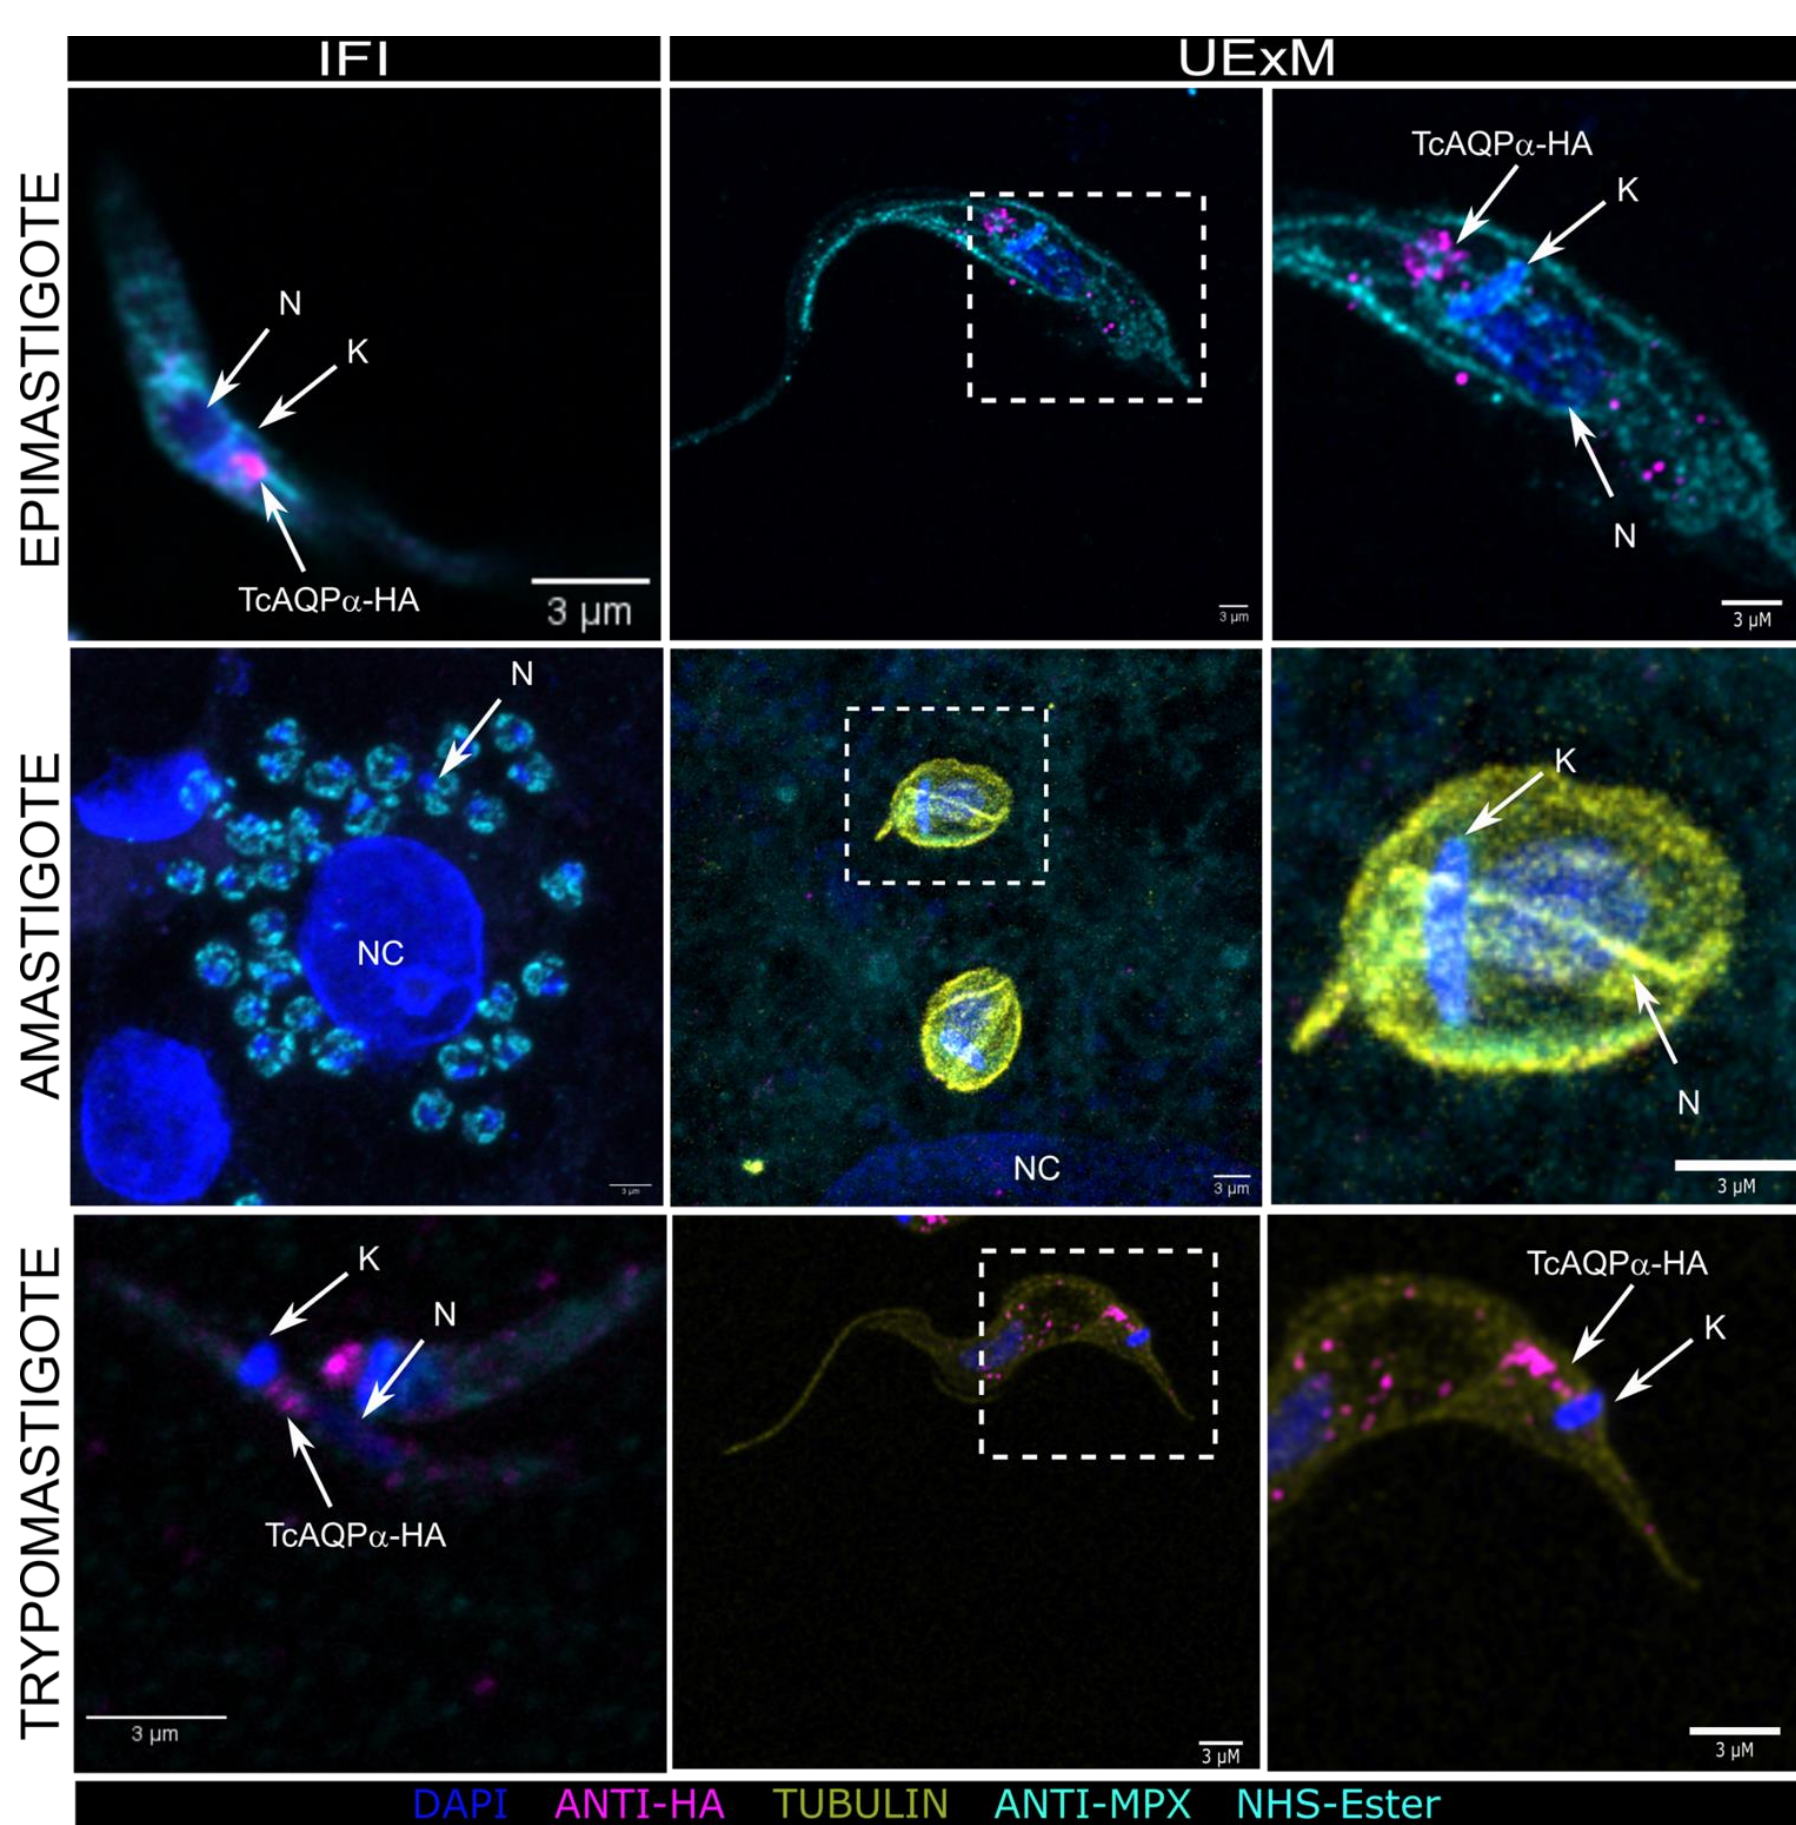 IFI
UExM
EPIMASTIGOTE
N
K
TcAQPα-HA
3 µm
3 µm
TcAQPα-HA
K
N
3 µM
AMASTIGOTE
N
NC
3 µm
NC
3 µm
K
N
3 µM
TRYPOMASTIGOTE
K
N
TcAQPα-HA
3 µm
3 µM
TcAQPα-HA
K
3 µM
DAPI ANTI-HA TUBULIN ANTI-MPX NHS-Ester